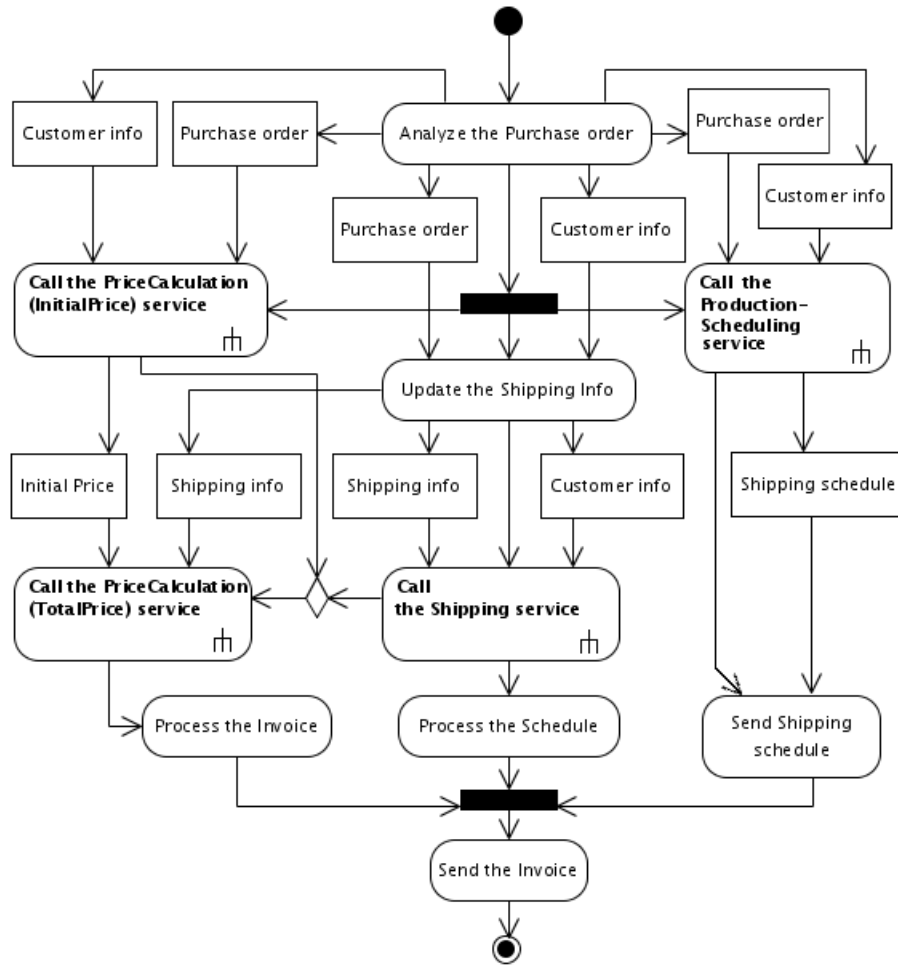 Customer info
Purchase order
Analyze the Purchase order
Purchase order
Customer info
Purchase order
Customer info
Call the PriceCalculation
(InitialPrice) service
Call the
Production-
Scheduling
service
Update the Shipping Info
Initial Price
Shipping info
Shipping info
Customer info
Shipping schedule
Call the PriceCalculation
(TotalPrice) service
Call
the Shipping service
Process the Invoice
Process the Schedule
Send Shipping
schedule
Send the Invoice